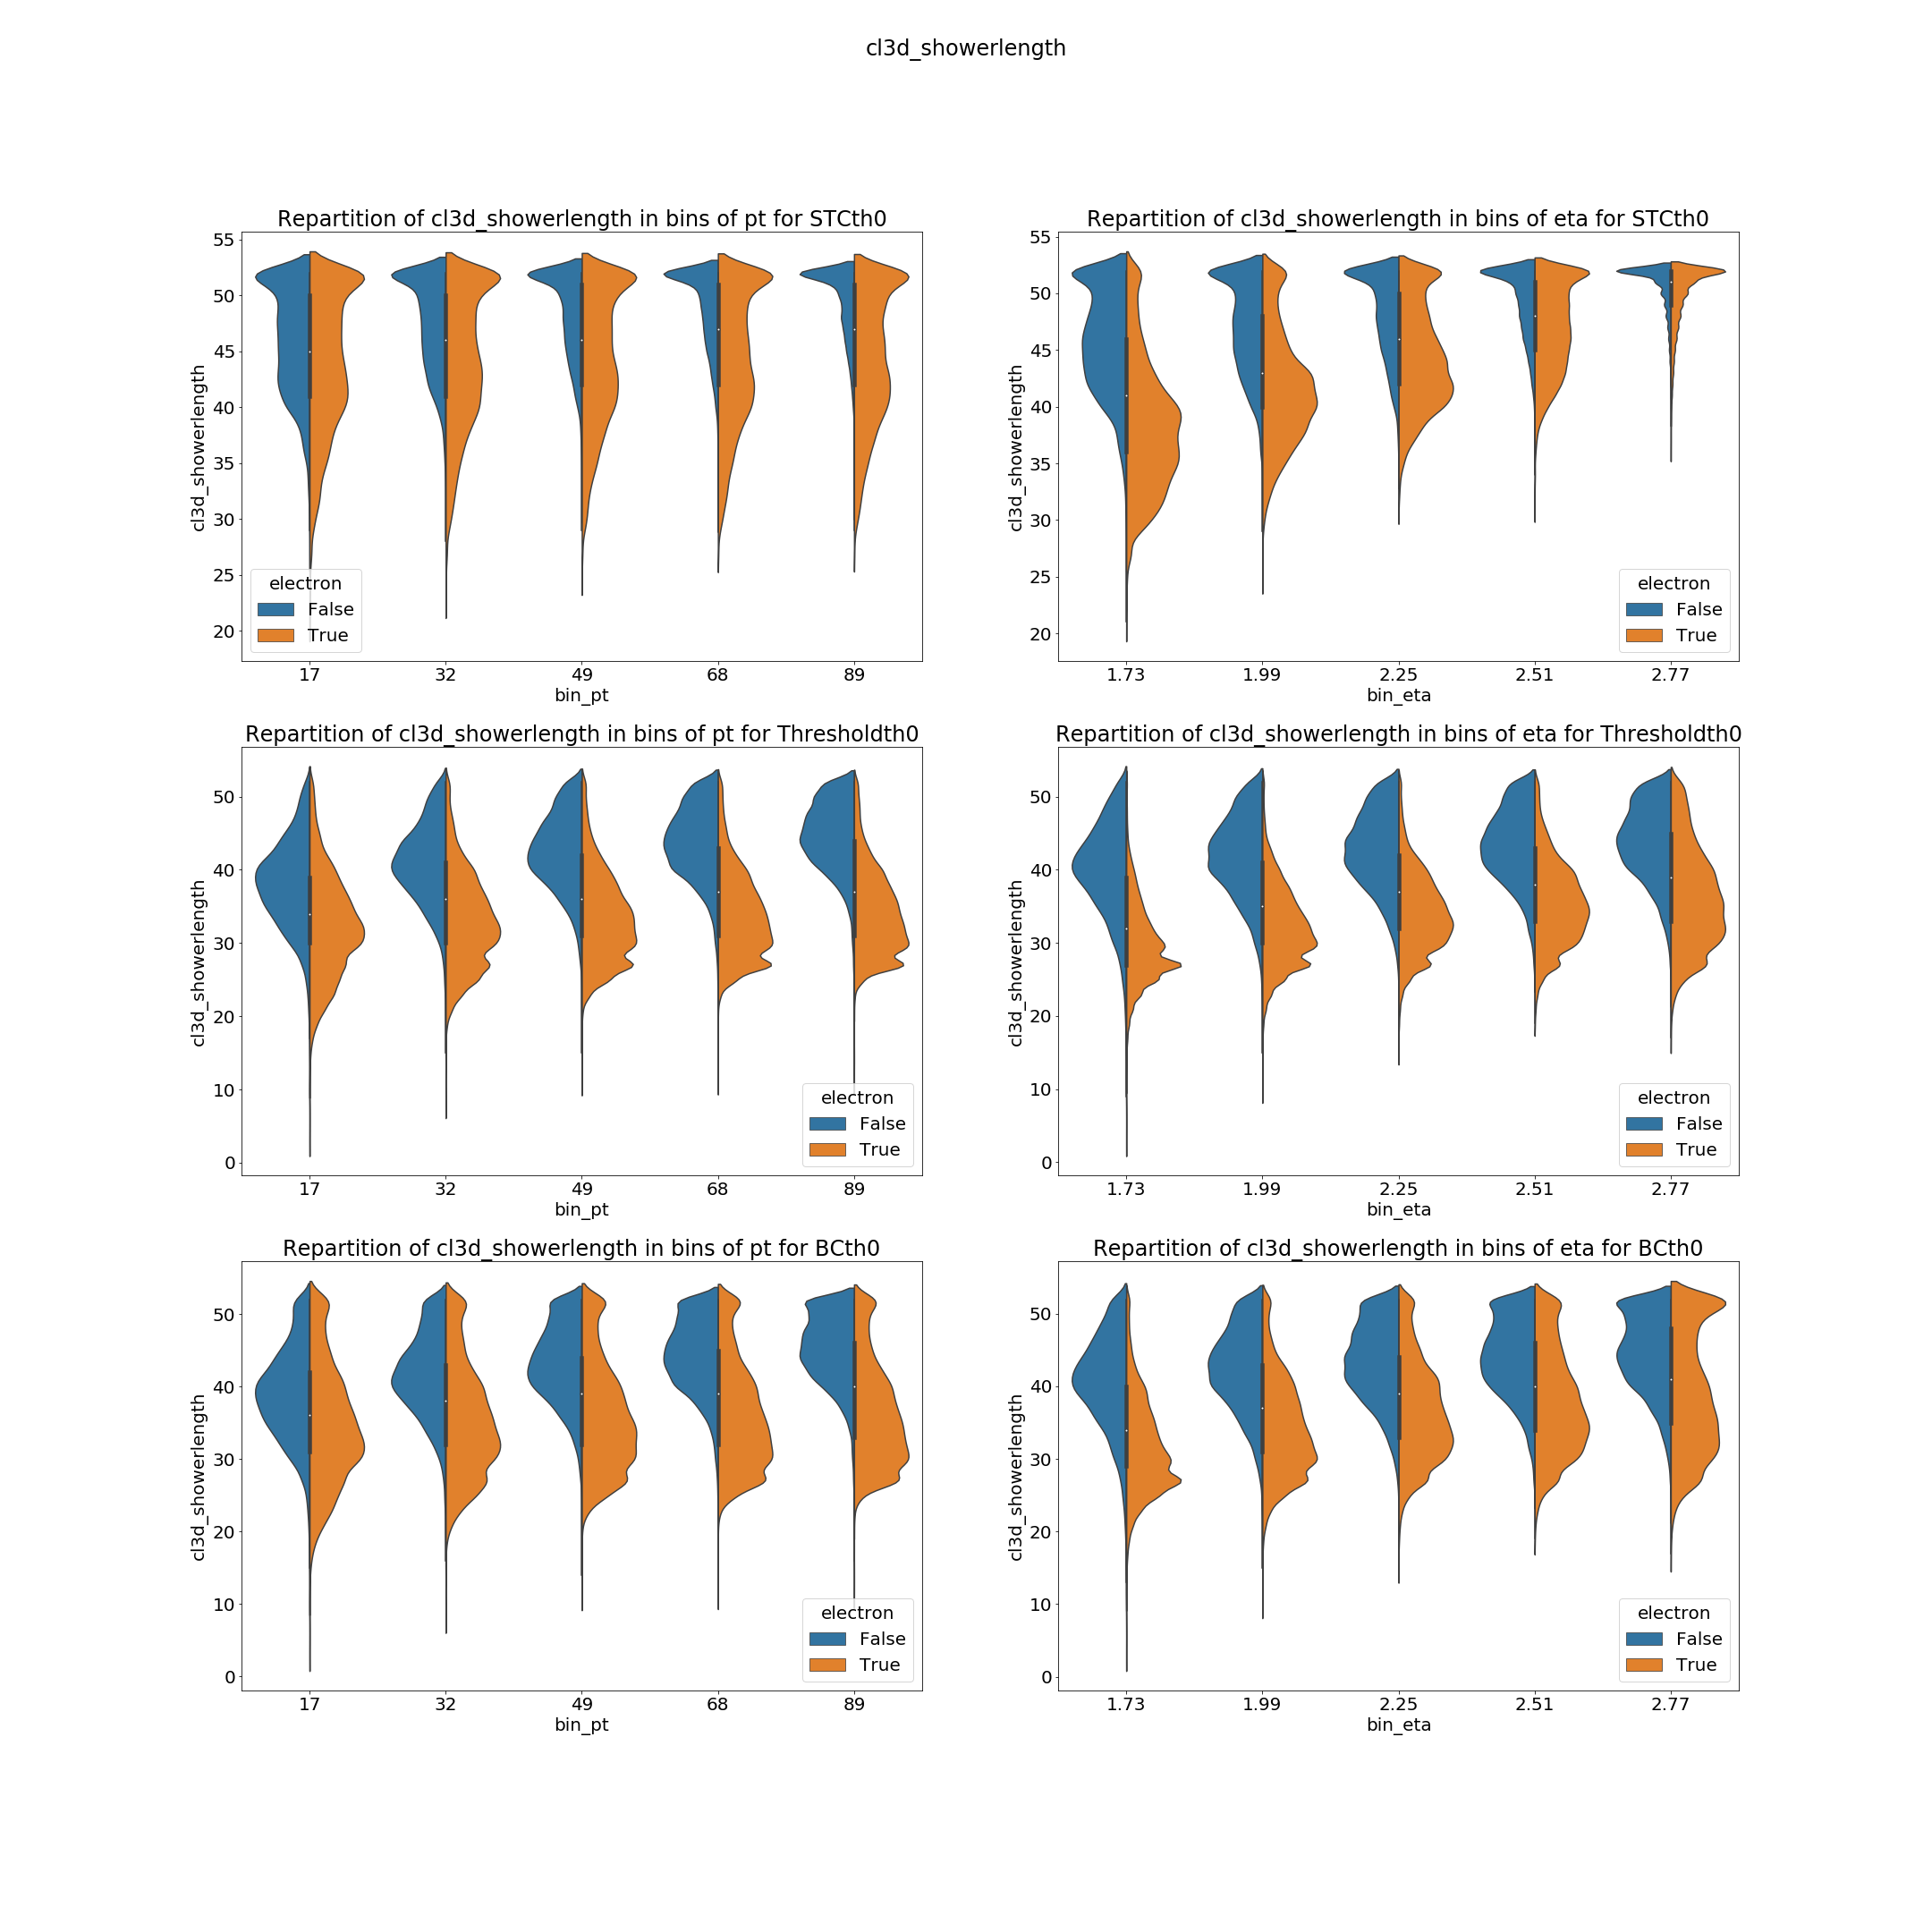 cl3d_showerlength
Repartition of cl3d_showerlength in bins of pt for STCth0
cl3d_showerlength
55
50
45
40
35
30
25
20
electron
False
True
17 32 49 68 89
bin_pt
Repartition of cl3d_showerlength in bins of eta for STCth0
cl3d_showerlength
55
50
45
40
35
30
25
20
electron
False
True
1.73 1.99 2.25 2.51 2.77
bin_eta
Repartition of cl3d_showerlength in bins of pt for Thresholdth0
cl3d_showerlength
50
40
30
20
10
0
electron
False
True
17 32 49 68 89
bin_pt
Repartition of cl3d_showerlength in bins of eta for Thresholdth0
cl3d_showerlength
50
40
30
20
10
0
electron
False
True
1.73 1.99 2.25 2.51 2.77
bin_eta
Repartition of cl3d_showerlength in bins of pt for BCth0
cl3d_showerlength
50
40
30
20
10
0
electron
False
True
17 32 49 68 89
bin_pt
Repartition of cl3d_showerlength in bins of eta for BCth0
cl3d_showerlength
50
40
30
20
10
0
electron
False
True
1.73 1.99 2.25 2.51 2.77
bin_eta